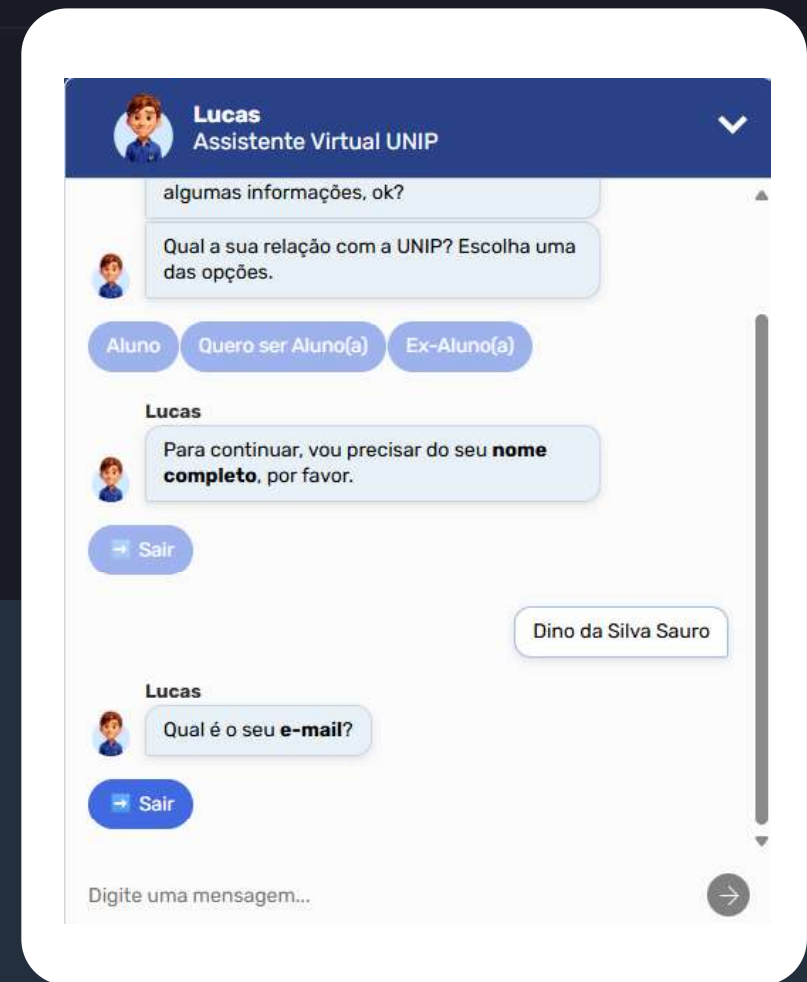 Lucas
Assistente Virtual UNIP
algumas informações, ok?
Qual a sua relação com a UNIP? Escolha uma
das opções.
Aluno Quero ser Aluno(a) Ex-Aluno(a)
Lucas
Para continuar, vou precisar do seu nome
completo, por favor.
Sair
Dino da Silva Sauro
Lucas
Qual é o seu e-mail?
Sair
Digite uma mensagem...